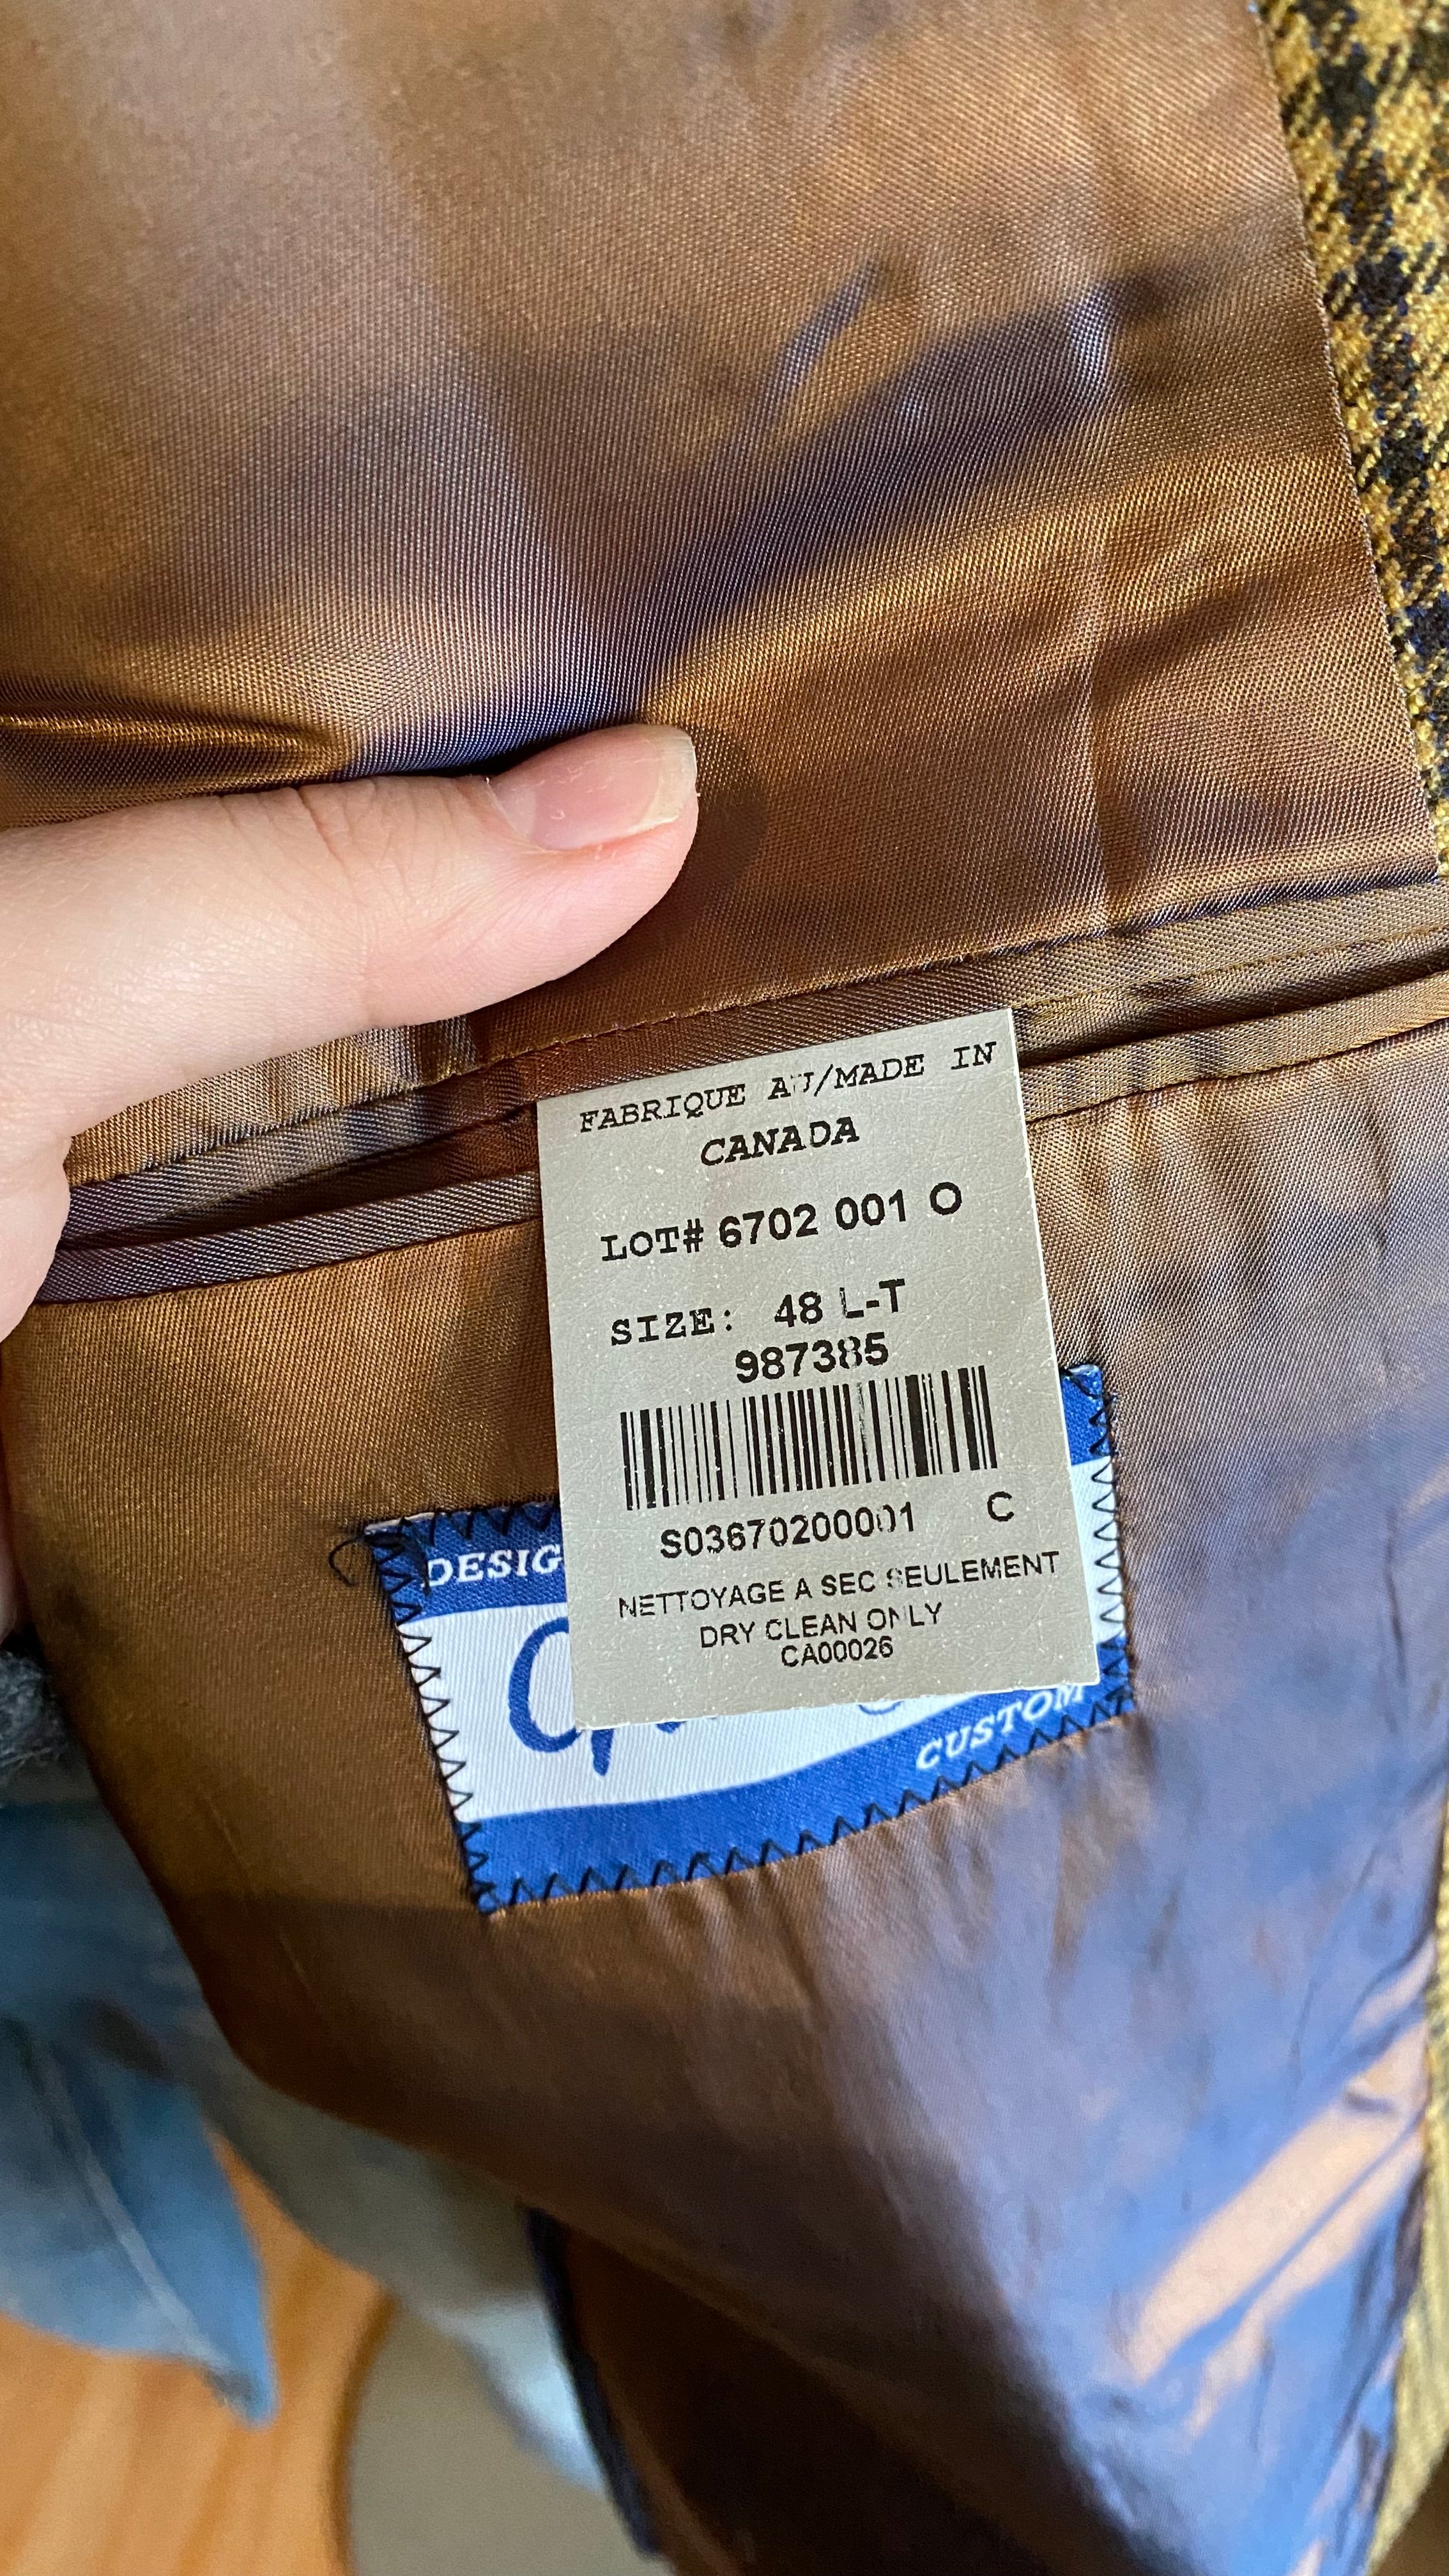 FABRIQUE AU/MADE IN
CANADA
LOT# 6702 001 O
SIZE: 48 L-T
987385
S03670200001 C
NETTOYAGE A SEC SEULEMENT
DRY CLEAN ONLY
CA00026
DESIG
CUSTOM